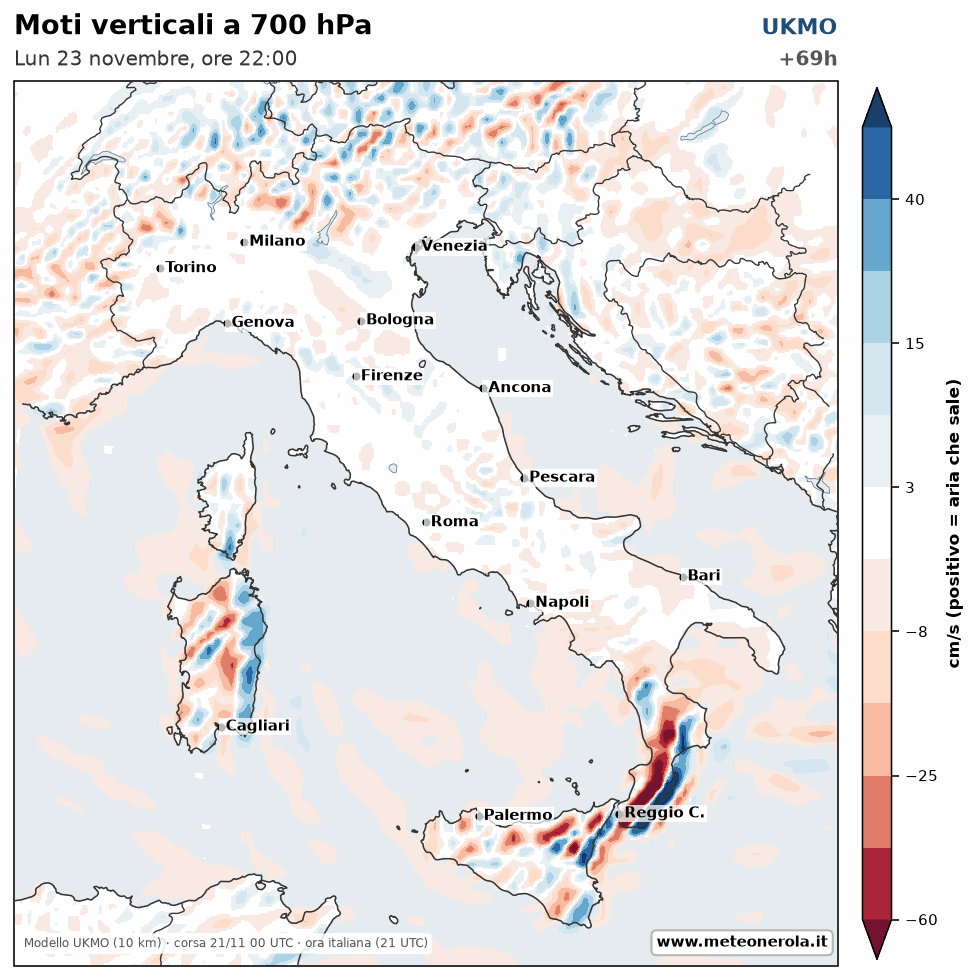 Moti verticali a 700 hPa
UKMO
Lun 23 novembre, ore 22:00
+69h
Milano
Venezia
Torino
Genova
Bologna
Firenze
Ancona
Pescara
Roma
Bari
Napoli
Cagliari
Palermo
Reggio C.
40
15
3
−8
−25
−60
cm/s (positivo = aria che sale)
Modello UKMO (10 km) · corsa 21/11 00 UTC · ora italiana (21 UTC)
www.meteonerola.it